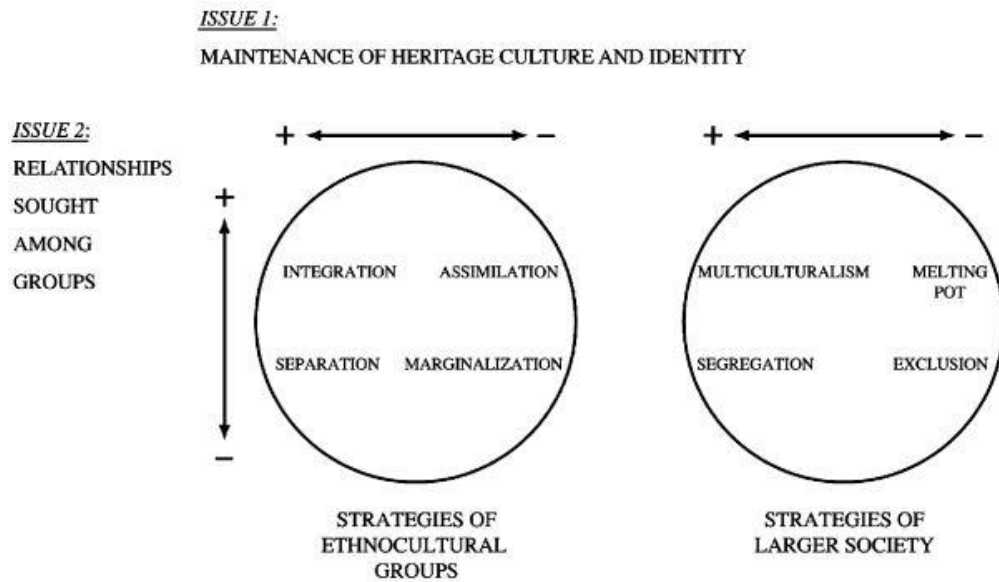 ISSUE 1:
MAINTENANCE OF HERITAGE CULTURE AND IDENTITY
ISSUE 2:
RELATIONSHIPS
SOUGHT
AMONG
GROUPS
+ −
+ −
+
−
INTEGRATION ASSIMILATION
SEPARATION MARGINALIZATION
MULTICULTURALISM MELTING
POT
SEGREGATION EXCLUSION
STRATEGIES OF
ETHNOCULTURAL
GROUPS
STRATEGIES OF
LARGER SOCIETY